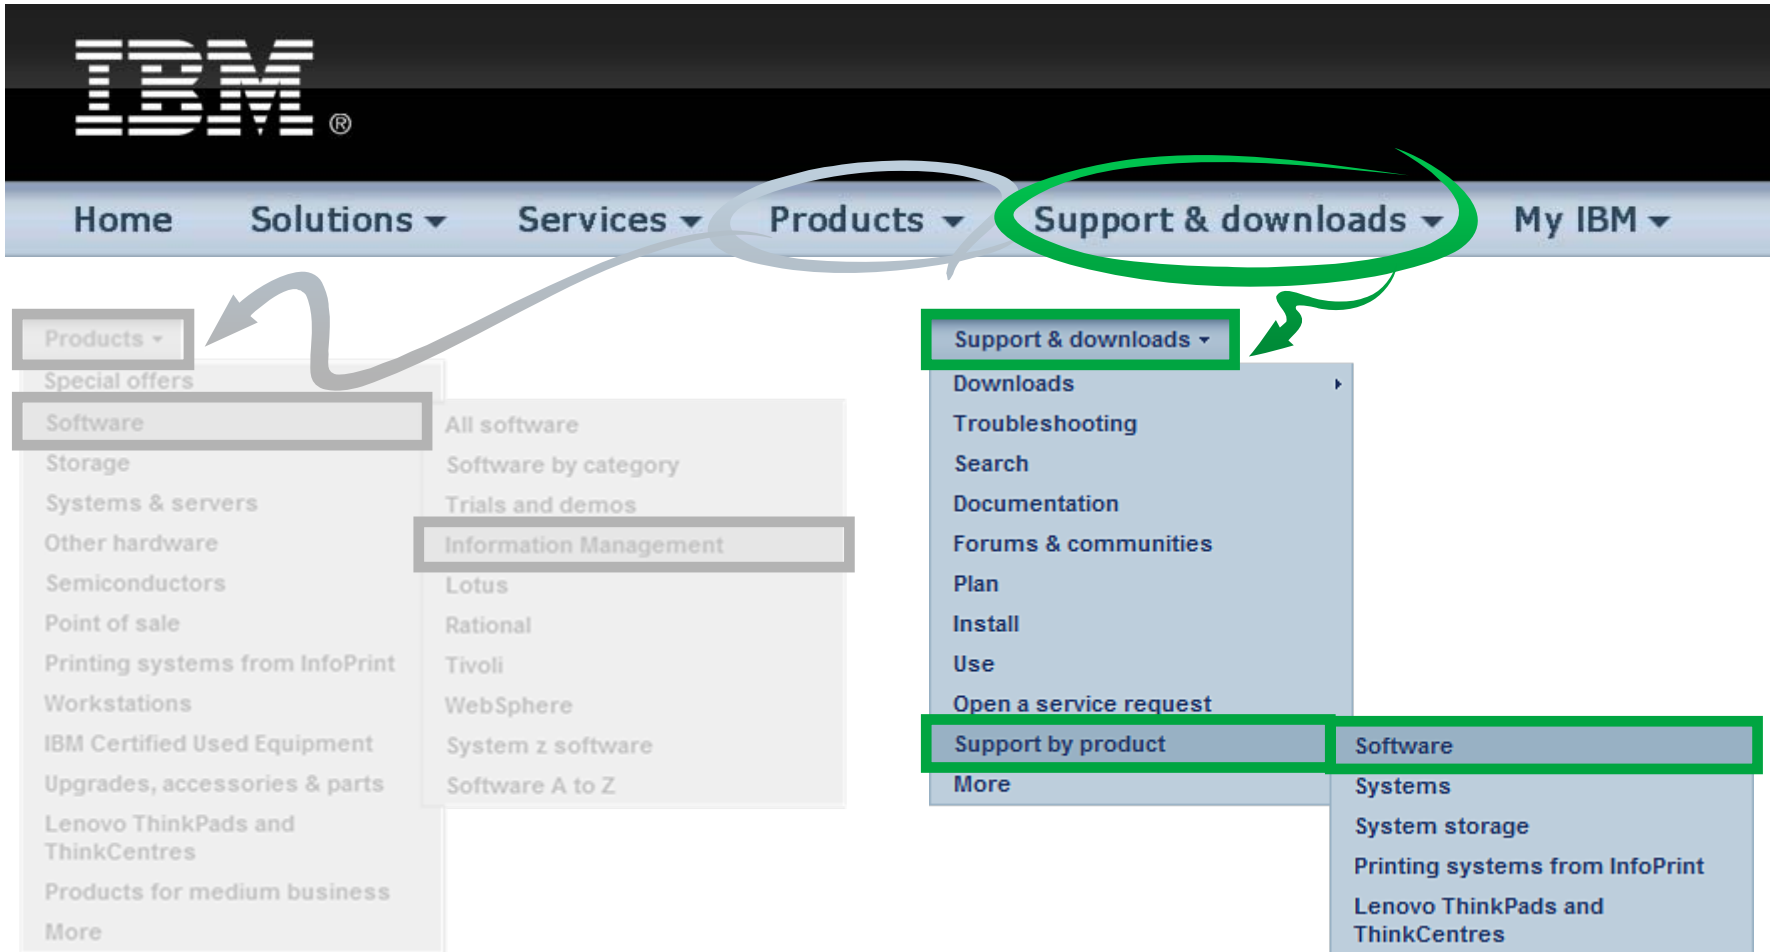 IBM®
Home Solutions Services Products Support & downloads My IBM
Products
Special offers
Software
Storage
Systems & servers
Other hardware
Semiconductors
Point of sale
Printing systems from InfoPrint
Workstations
IBM Certified Used Equipment
Upgrades, accessories & parts
Lenovo ThinkPads and
ThinkCentres
Products for medium business
More
All software
Software by category
Trials and demos
Information Management
Lotus
Rational
Tivoli
WebSphere
System z software
Software A to Z
Support & downloads
Downloads
Troubleshooting
Search
Documentation
Forums & communities
Plan
Install
Use
Open a service request
Support by product
More
Software
Systems
System storage
Printing systems from InfoPrint
Lenovo ThinkPads and
ThinkCentres